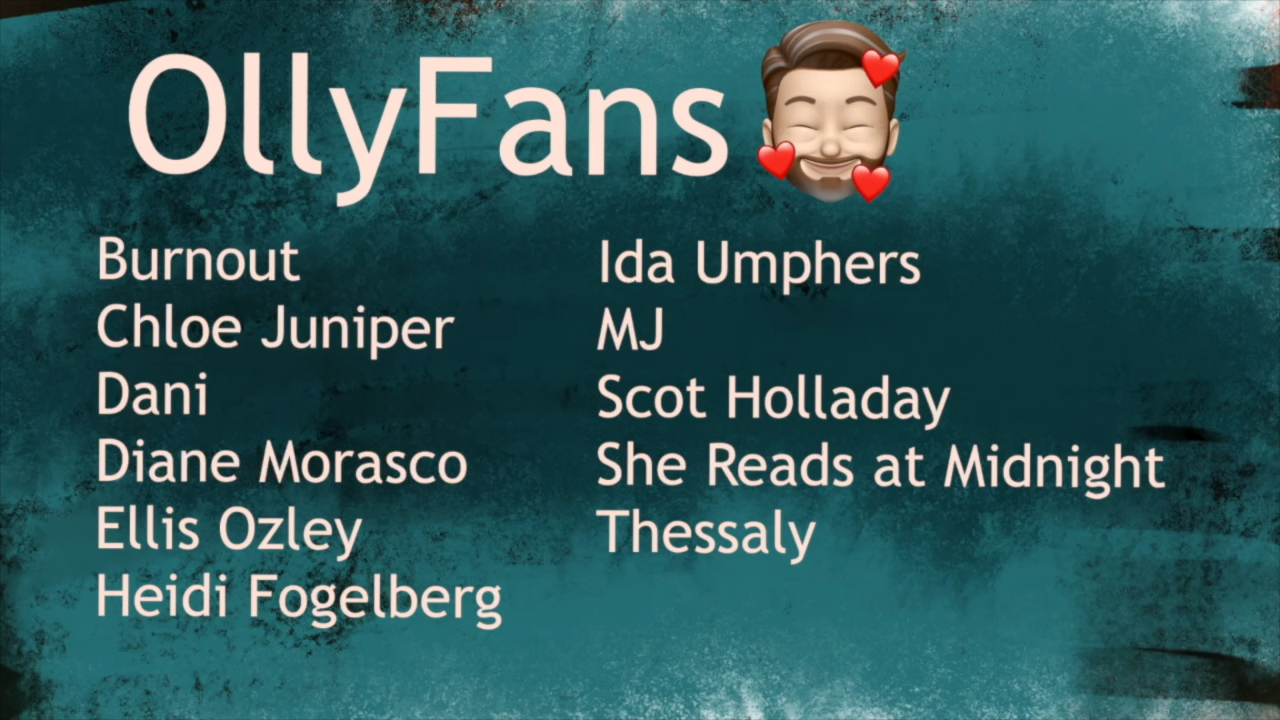 OllyFans
Burnout
Chloe Juniper
Dani
Diane Morasco
Ellis Ozley
Heidi Fogelberg
Ida Umphers
MJ
Scot Holladay
She Reads at Midnight
Thessaly